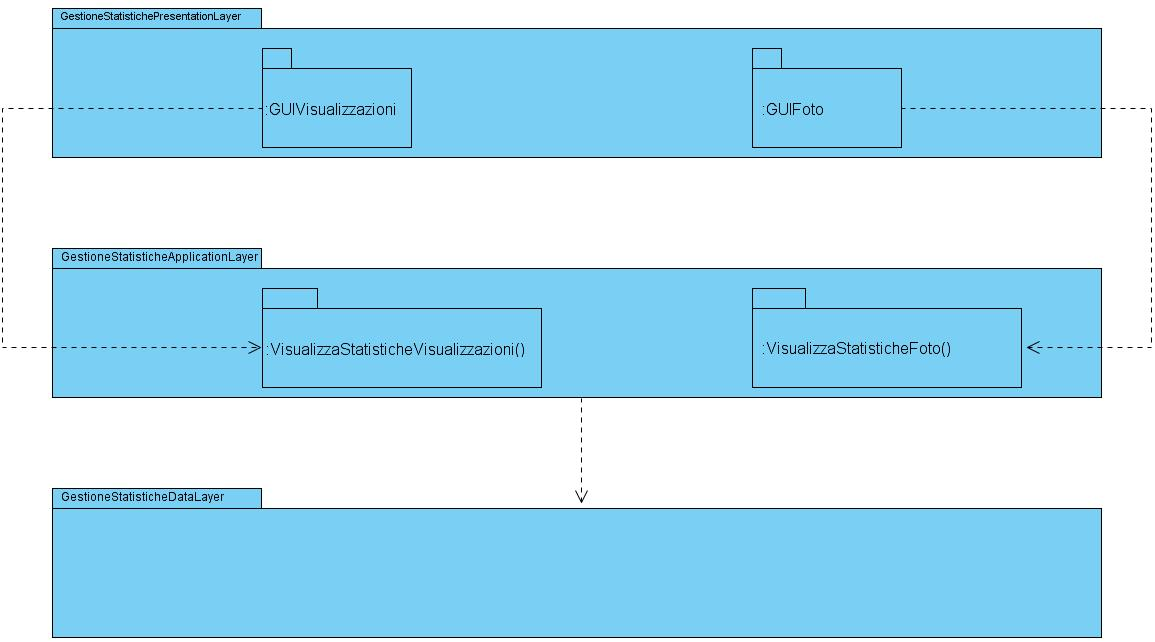 GestioneStatistichePresentationLayer
:GUIVisualizzazioni
:GUIFoto
GestioneStatisticheApplicationLayer
:VisualizzaStatisticheVisualizzazioni()
:VisualizzaStatisticheFoto()
GestioneStatisticheDataLayer